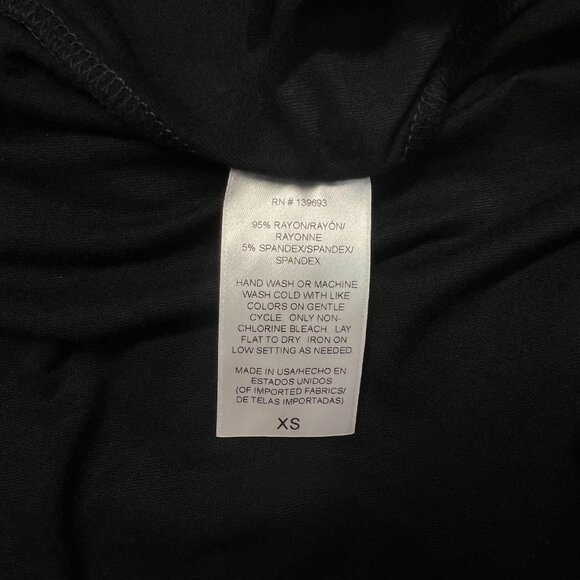 RN # 139693
95% RAYON/RAYÓN/
RAYONNE
5% SPANDEX/SPANDEX/
SPANDEX
HAND WASH OR MACHINE
WASH COLD WITH LIKE
COLORS ON GENTLE
CYCLE. ONLY NON-
CHLORINE BLEACH. LAY
FLAT TO DRY. IRON ON
LOW SETTING AS NEEDED.
MADE IN USA/HECHO EN
ESTADOS UNIDOS
(OF IMPORTED FABRICS/
DE TELAS IMPORTADAS)
XS